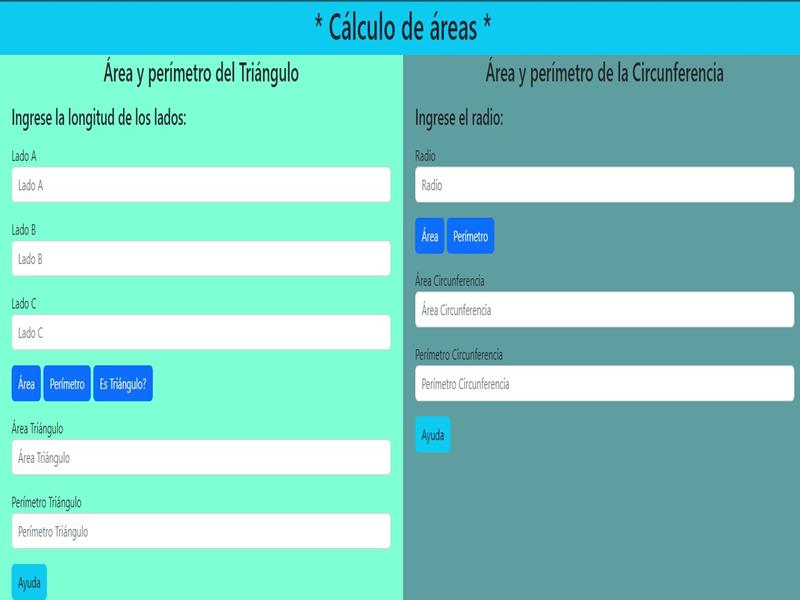 * Cálculo de áreas *
Área y perímetro del Triángulo
Ingrese la longitud de los lados:
Lado A
Lado A
Lado B
Lado B
Lado C
Lado C
Área Perímetro Es Triángulo?
Área Triángulo
Área Triángulo
Perímetro Triángulo
Perímetro Triángulo
Ayuda
Área y perímetro de la Circunferencia
Ingrese el radio:
Radio
Radio
Área Perímetro
Área Circunferencia
Área Circunferencia
Perímetro Circunferencia
Perímetro Circunferencia
Ayuda